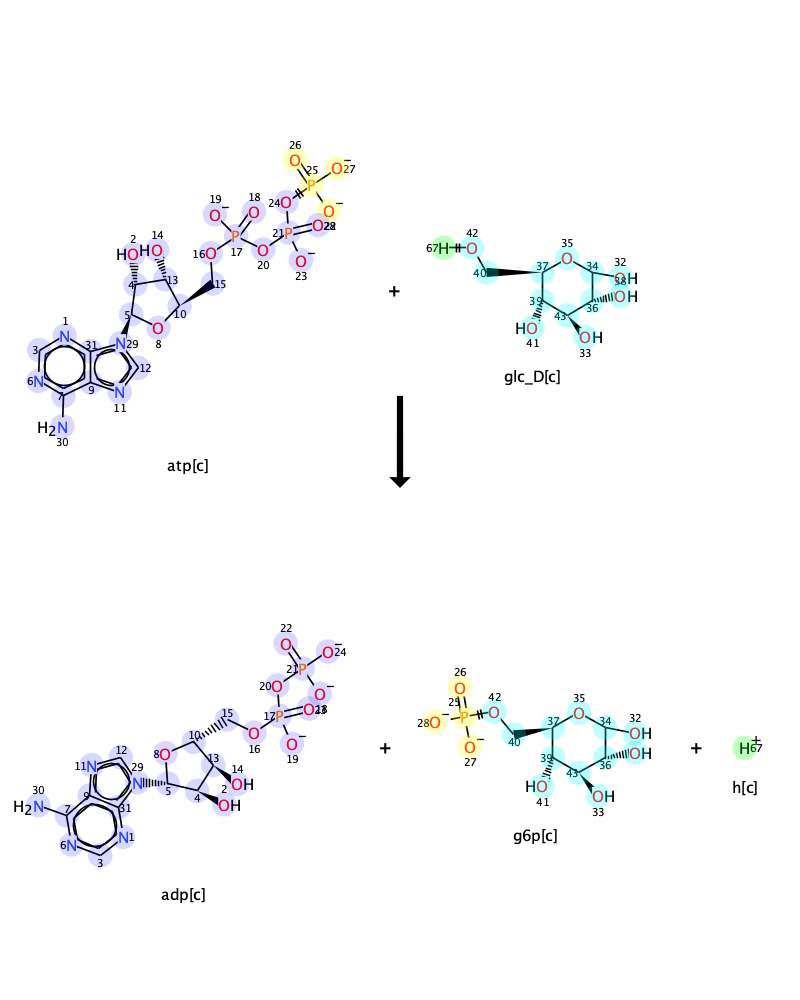 26
25
O
O
−
27
P
19
18
24
O
−
O
O
O
−
2
14
21
O
28
22
42
35
HO
HO
P
P
67
H
O
16
O
17
O
O
−
O
32
4
13
20
23
40
37
34
OH
15
38
5
10
+
39
36
OH
O
43
1
29
8
HO
OH
N
31
N
41
33
3
12
6
N
N
glc_D[c]
7
9
11
H₂N
30
atp[c]
22
O
−
O
24
21
P
26
20
O
O
O
−
25
42
35
15
17
P
O
23
18
28
O
−
P
O
37
O
34
32
10
O
O
−
OH
+
12
8
O
16
19
+
O
−
40
OH
+
H
67
11
N
29
13
14
27
39
36
30
N
OH
43
h[c]
H₂N
9
5
4
2
HO
OH
7
31
OH
41
33
6
N
N
1
g6p[c]
3
adp[c]